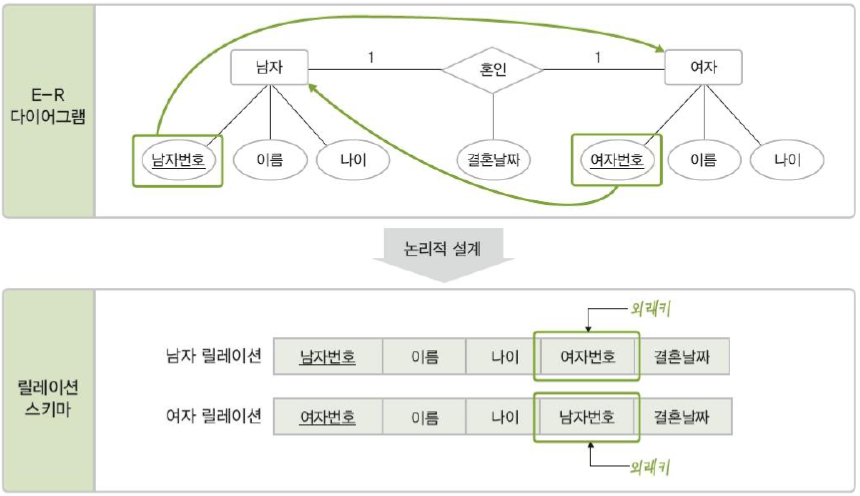 E-R
다이어그램
남자 1 혼인 1 여자
남자번호 이름 나이 결혼날짜 여자번호 이름 나이
논리적 설계
릴레이션
스키마
외래키
남자 릴레이션 남자번호 이름 나이 여자번호 결혼날짜
여자 릴레이션 여자번호 이름 나이 남자번호 결혼날짜
외래키